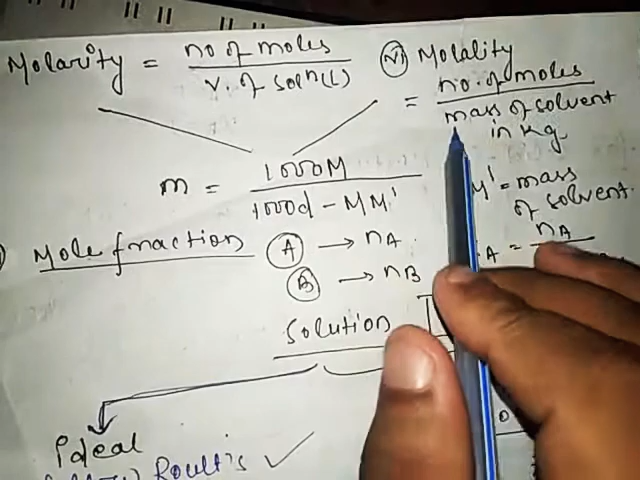 Molarity = no of moles / V. of soln(L)
(vi) Molality
= no. of moles / mass of solvent in kg.
m = 1000M / 1000d - MM'
M' = mass of solvent.
Mole fraction (A) → nA
(B) → nB
A = nA
Solution
Ideal
Roult's ✓